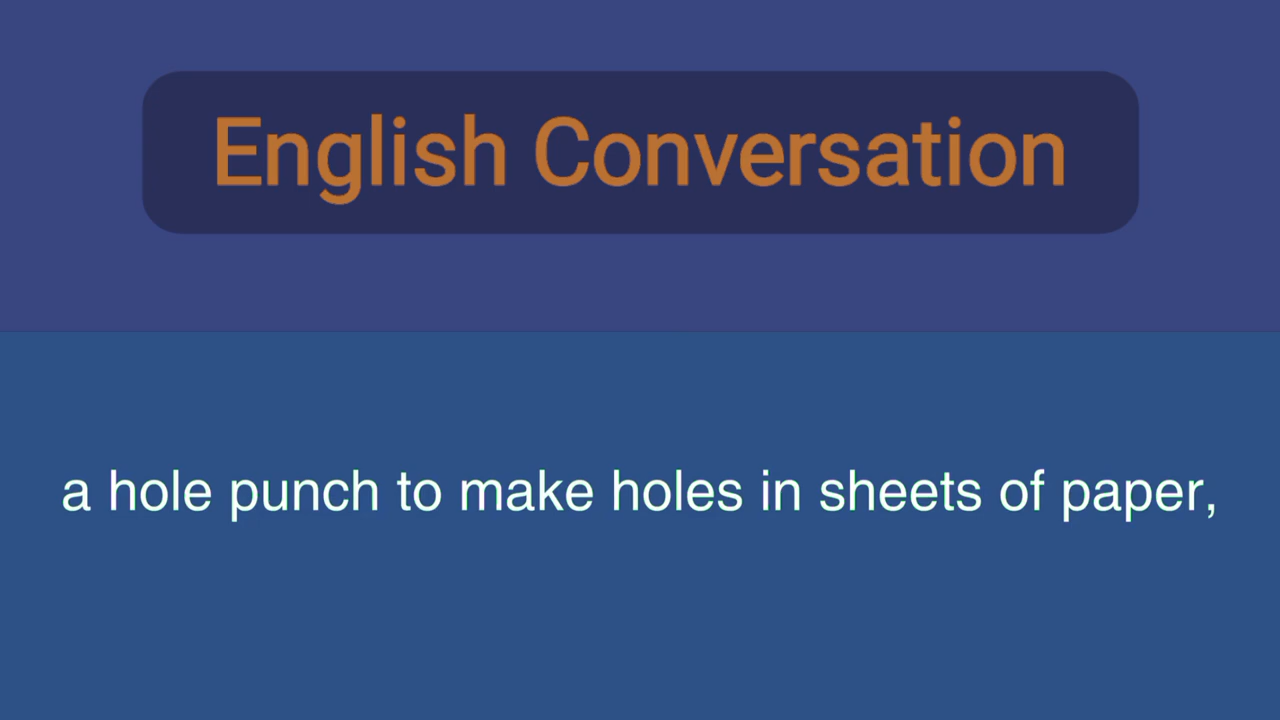 English Conversation
a hole punch to make holes in sheets of paper,